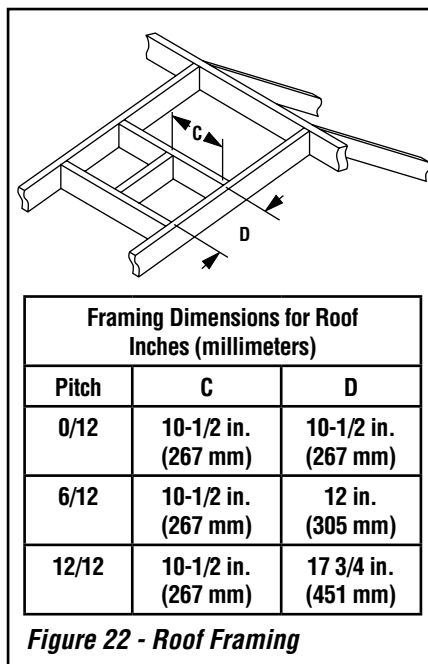 C
D
Framing Dimensions for Roof
Inches (millimeters)
Pitch C D
0/12 10-1/2 in. 10-1/2 in.
(267 mm) (267 mm)
6/12 10-1/2 in. 12 in.
(267 mm) (305 mm)
12/12 10-1/2 in. 17 3/4 in.
(267 mm) (451 mm)
Figure 22 - Roof Framing